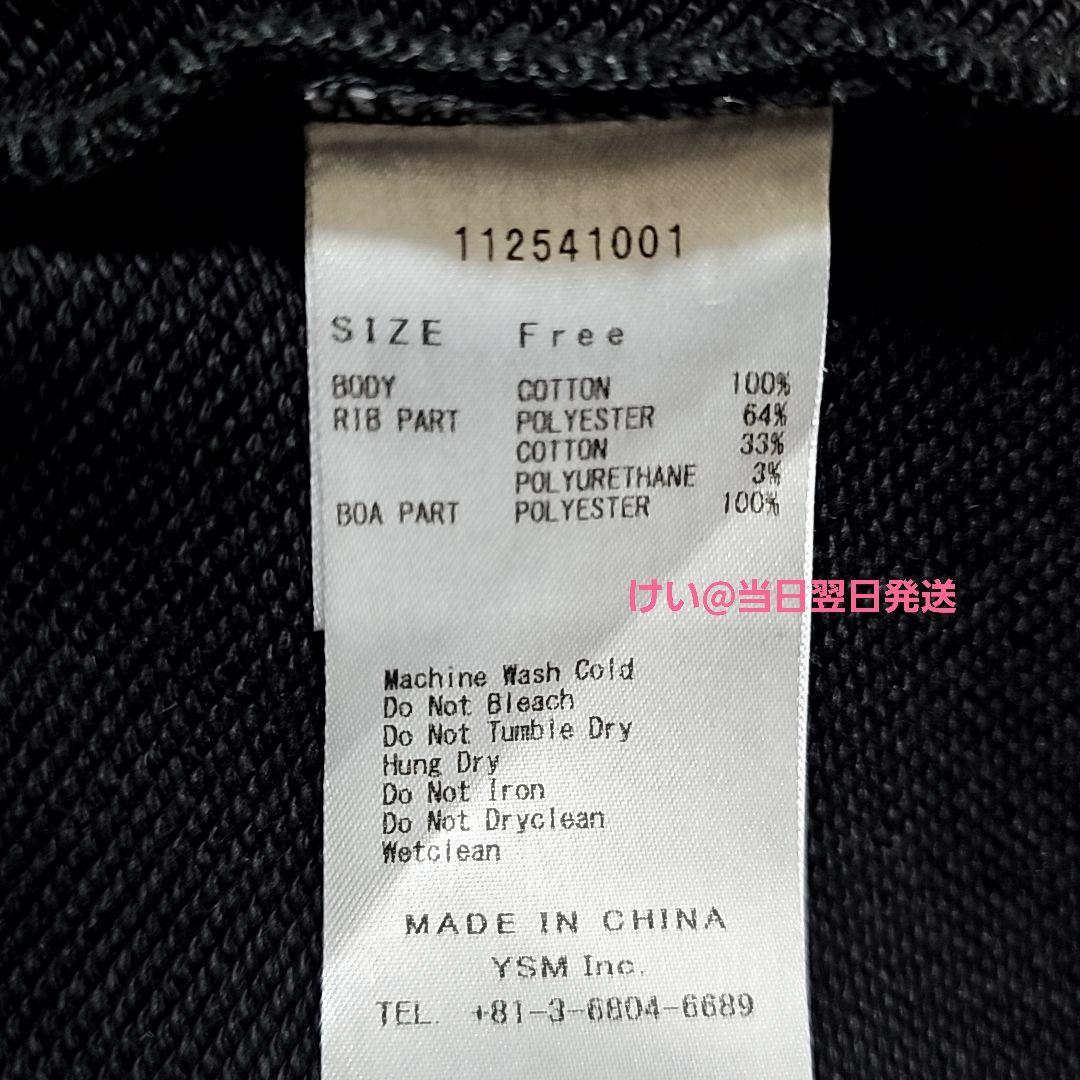 112541001
SIZE Free
BODY COTTON 100%
RIB PART POLYESTER 64%
COTTON 33%
POLYURETHANE 3%
BOA PART POLYESTER 100%
けい@当日翌日発送
Machine Wash Cold
Do Not Bleach
Do Not Tumble Dry
Hung Dry
Do Not Iron
Do Not Dryclean
Wetclean
MADE IN CHINA
YSM Inc.
TEL. +81-3-6804-6689